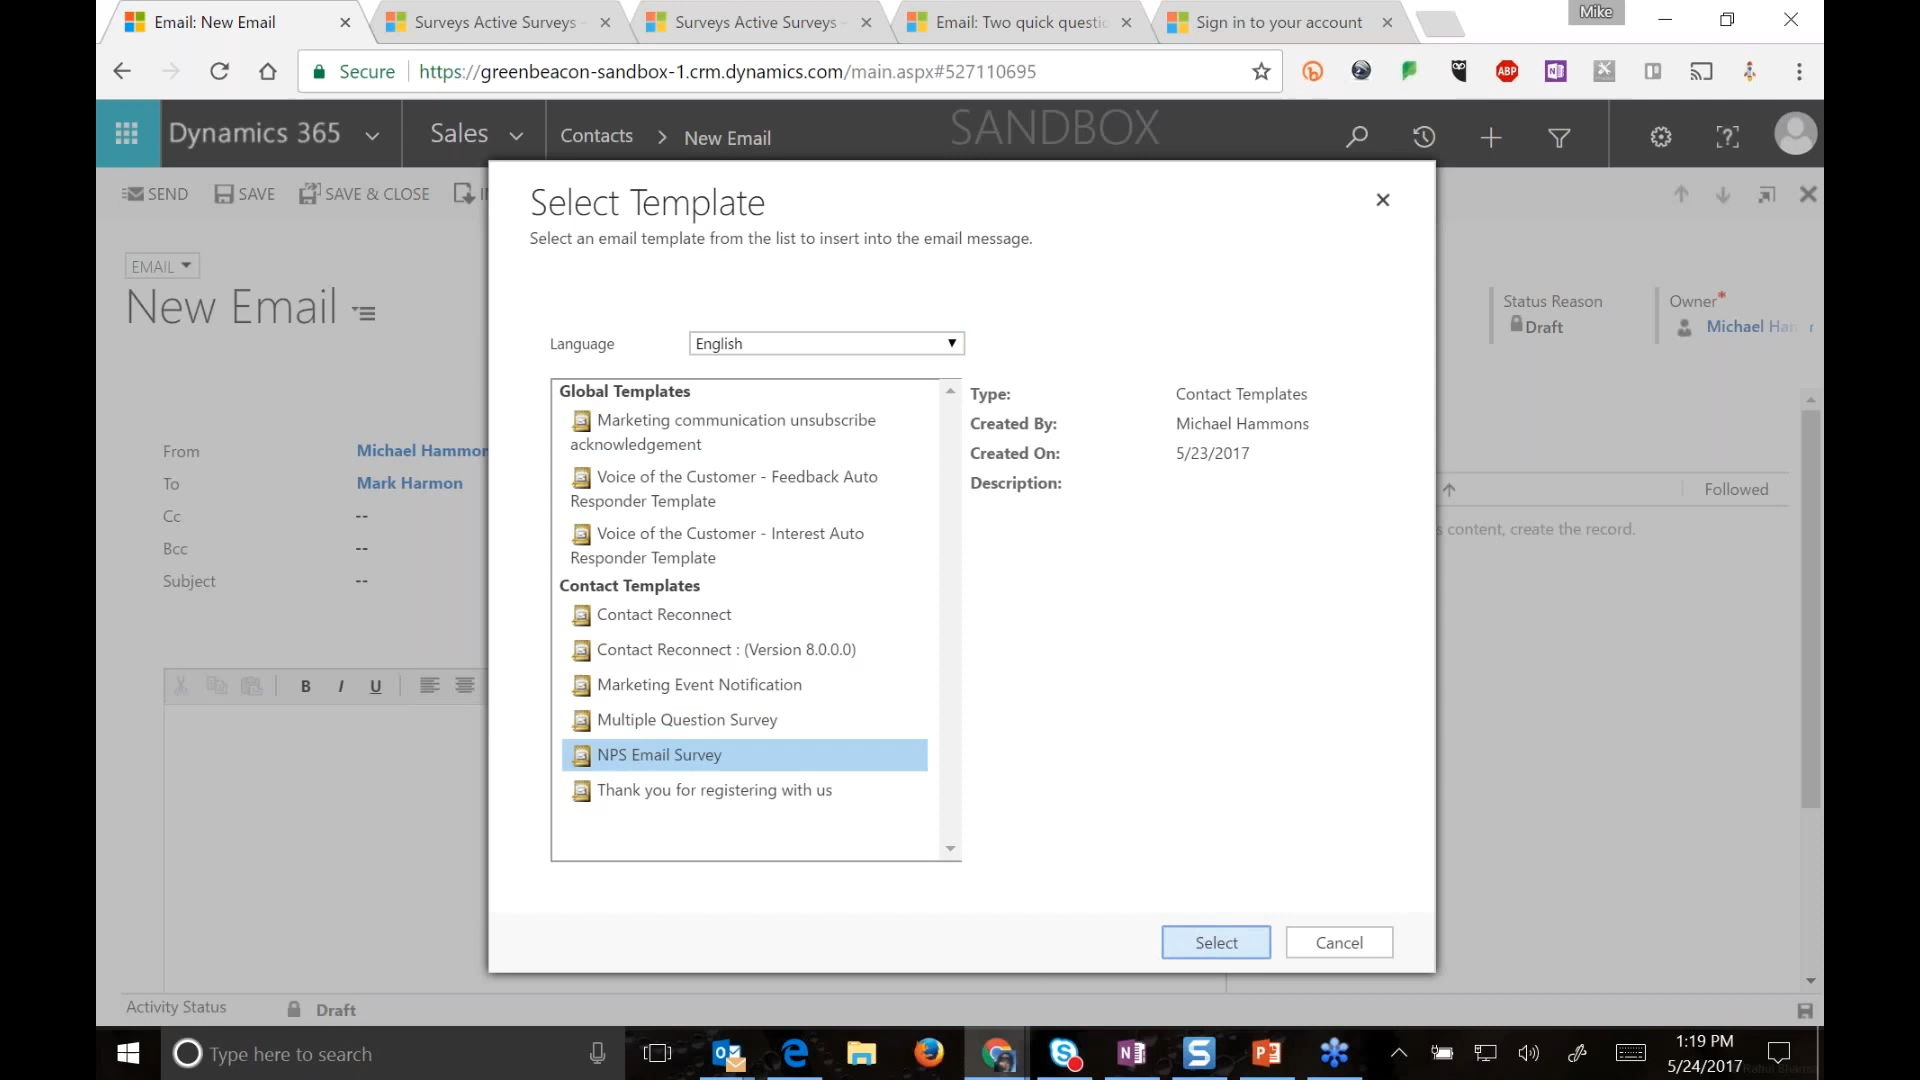 Email: New Email
Surveys Active Surveys -
Surveys Active Surveys -
Email: Two quick questio
Sign in to your account
Mike
Secure
https://greenbeacon-sandbox-1.crm.dynamics.com/main.aspx#527110695
ABP
Dynamics 365
Sales
Contacts
New Email
SANDBOX
SEND
SAVE
SAVE & CLOSE
Select Template
Select an email template from the list to insert into the email message.
EMAIL
New Email
Status Reason
Draft
Owner*
Michael Ham
Language
English
Global Templates
Marketing communication unsubscribe
acknowledgement
Voice of the Customer - Feedback Auto
Responder Template
Voice of the Customer - Interest Auto
Responder Template
Contact Templates
Contact Reconnect
Contact Reconnect : (Version 8.0.0.0)
Marketing Event Notification
Multiple Question Survey
NPS Email Survey
Thank you for registering with us
Type:
Contact Templates
Created By:
Michael Hammons
Created On:
5/23/2017
Description:
From
Michael Hammon
To
Mark Harmon
Cc
--
Bcc
--
Subject
--
Followed
s content, create the record.
B I U
Select
Cancel
Activity Status
Draft
Type here to search
1:19 PM
5/24/2017